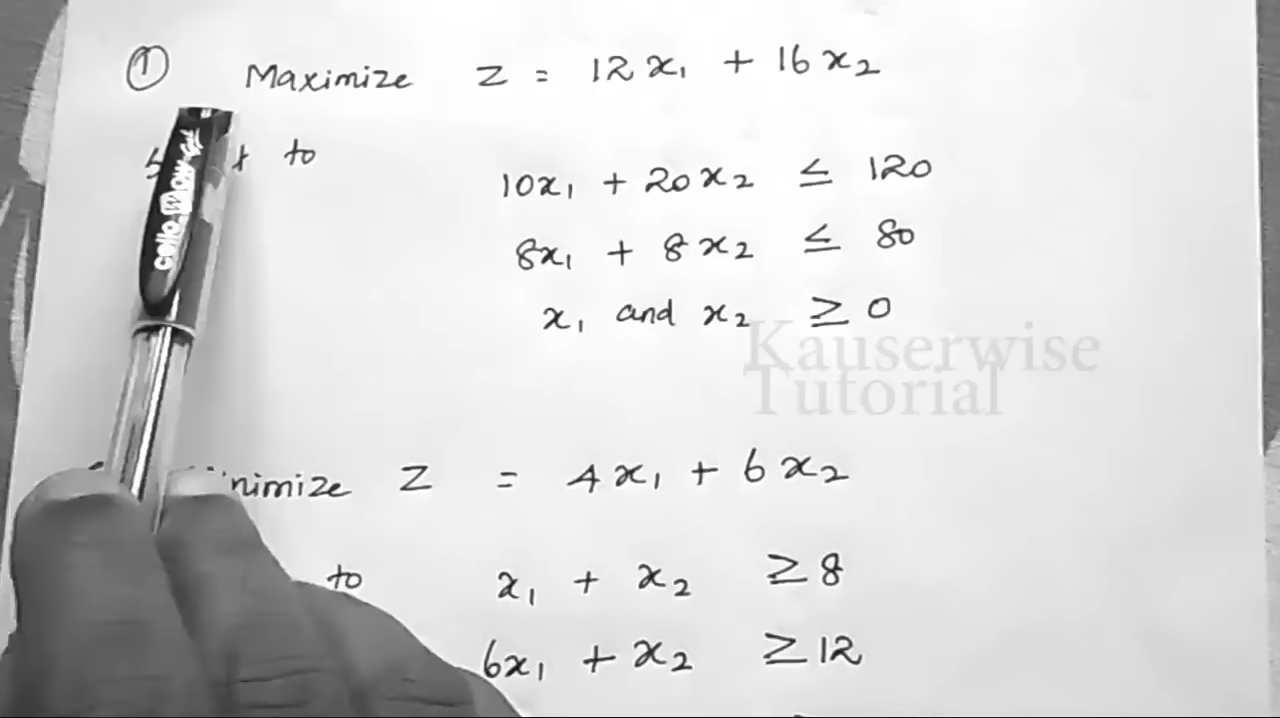 ① Maximize Z = 12x₁ + 16x₂
to
10x₁ + 20x₂ ≤ 120
8x₁ + 8x₂ ≤ 80
x₁ and x₂ ≥ 0
Kauserwise
Tutorial
Z = 4x₁ + 6x₂
to
x₁ + x₂ ≥ 8
6x₁ + x₂ ≥ 12
cello